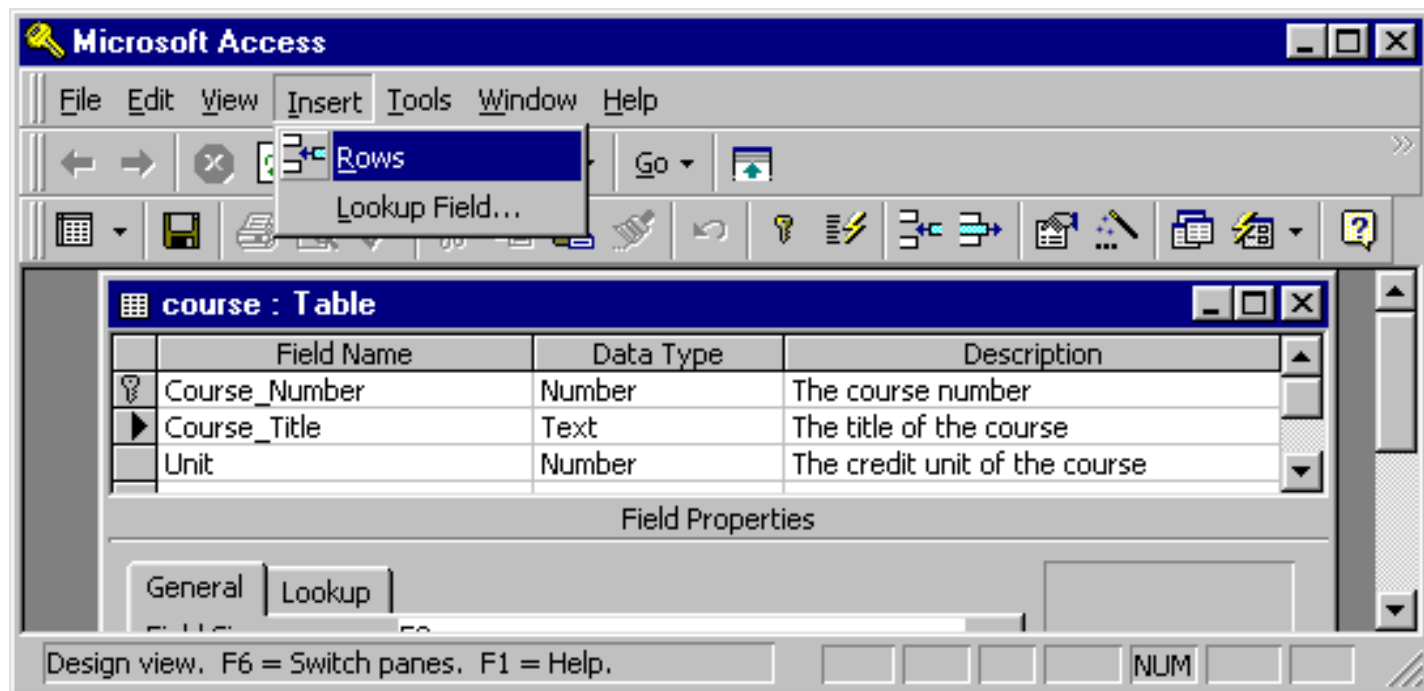 Microsoft Access
File Edit View Insert Tools Window Help
Rows
Go
Lookup Field...
course : Table
Field Name Data Type Description
Course_Number Number The course number
Course_Title Text The title of the course
Unit Number The credit unit of the course
Field Properties
General Lookup
Design view. F6 = Switch panes. F1 = Help. NUM